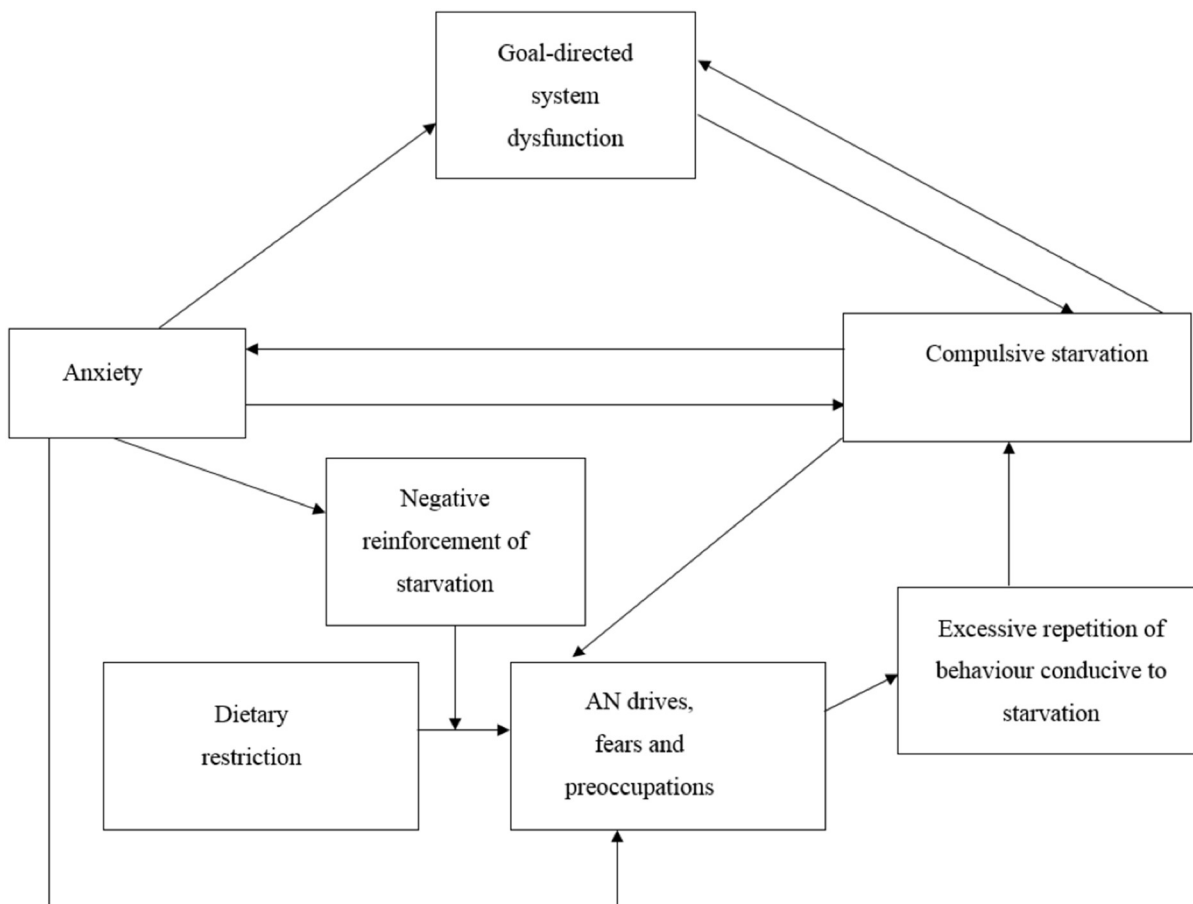 Goal-directed
system
dysfunction
Anxiety
Compulsive starvation
Negative
reinforcement of
starvation
Excessive repetition of
behaviour conducive to
starvation
Dietary
restriction
AN drives,
fears and
preoccupations